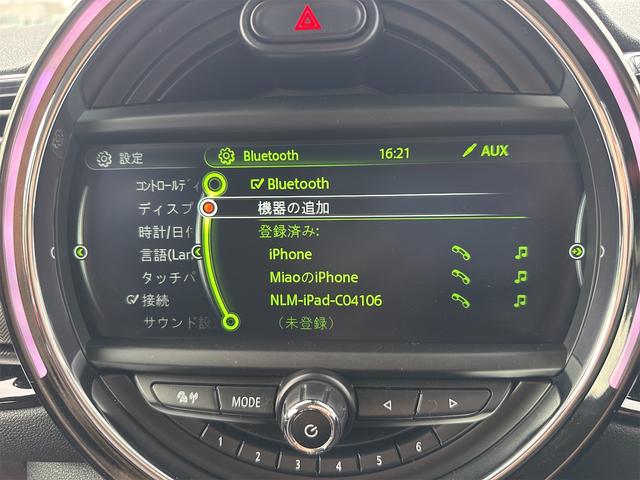 設定
Bluetooth 16:21 AUX
コントロールディ
Bluetooth
ディスプ
機器の追加
時計/日付
登録済み:
言語(Lan
iPhone
タッチパ
MiaoのiPhone
接続
NLM-iPad-C04106
サウンド設
(未登録)
MODE
1 2 3 4 5 6